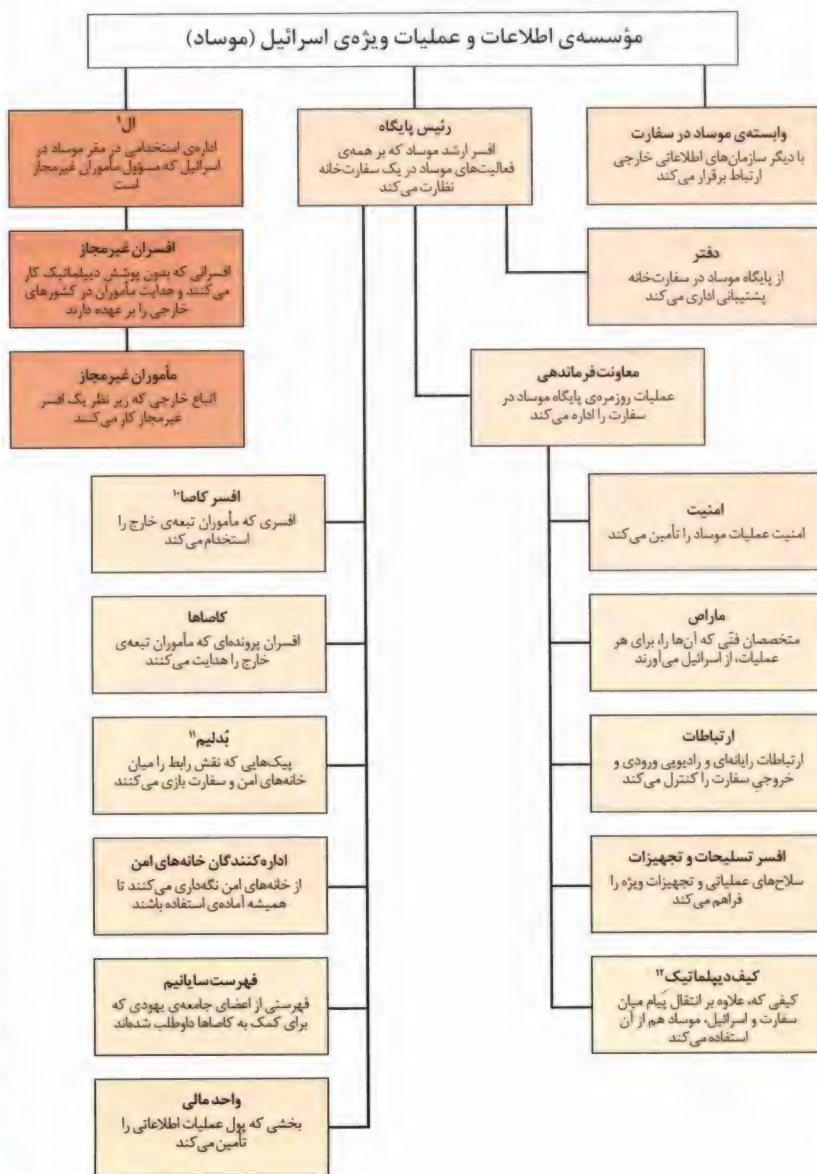 مؤسسه‌ی اطلاعات و عملیات ویژه‌ی اسرائیل (موساد)
وابسته‌ی موساد در سفارت
با دیگر سازمان‌های اطلاعاتی خارجی
ارتباط برقرار می‌کند
رئیس پایگاه
افسر ارشد موساد که بر همه‌ی
فعالیت‌های موساد در یک سفارت‌خانه
نظارت می‌کند
ال۹
اداره‌ی استخدامی در مقر موساد در
اسرائیل که مسؤول مأموران غیرمجاز
است
دفتر
از پایگاه موساد در سفارت‌خانه
پشتیبانی اداری می‌کند
افسران غیرمجاز
افسرانی که بدون پوشش دیپلماتیک کار
می‌کنند و هدایت مأموران در کشورهای
خارجی را بر عهده دارند
معاونت فرماندهی
عملیات روزمره‌ی پایگاه موساد در
سفارت را اداره می‌کند
مأموران غیرمجاز
اتباع خارجی که زیر نظر یک افسر
غیرمجاز کار می‌کنند
امنیت
امنیت عملیات موساد را تأمین می‌کند
افسر کاصا۱۰
افسری که مأموران تبعه‌ی خارج را
استخدام می‌کند
ماراص
متخصصان فنّی که آن‌ها را، برای هر
عملیات، از اسرائیل می‌آورند
کاصاها
افسران پرونده‌ای که مأموران تبعه‌ی
خارج را هدایت می‌کنند
ارتباطات
ارتباطات رایانه‌ای و رادیویی ورودی و
خروجیِ سفارت را کنترل می‌کند
بُدلیم۱۱
پیک‌هایی که نقش رابط را میان
خانه‌های امن و سفارت بازی می‌کنند
افسر تسلیحات و تجهیزات
سلاح‌های عملیاتی و تجهیزات ویژه را
فراهم می‌کند
اداره‌کنندگان خانه‌های امن
از خانه‌های امن نگه‌داری می‌کنند تا
همیشه آماده‌ی استفاده باشند
کیف دیپلماتیک۱۲
کیفی که، علاوه بر انتقال پیام میان
سفارت و اسرائیل، موساد هم از آن
استفاده می‌کند
فهرست سایانیم
فهرستی از اعضای جامعه‌ی یهودی که
برای کمک به کاصاها داوطلب شده‌اند
واحد مالی
بخشی که پول عملیات اطلاعاتی را
تأمین می‌کند